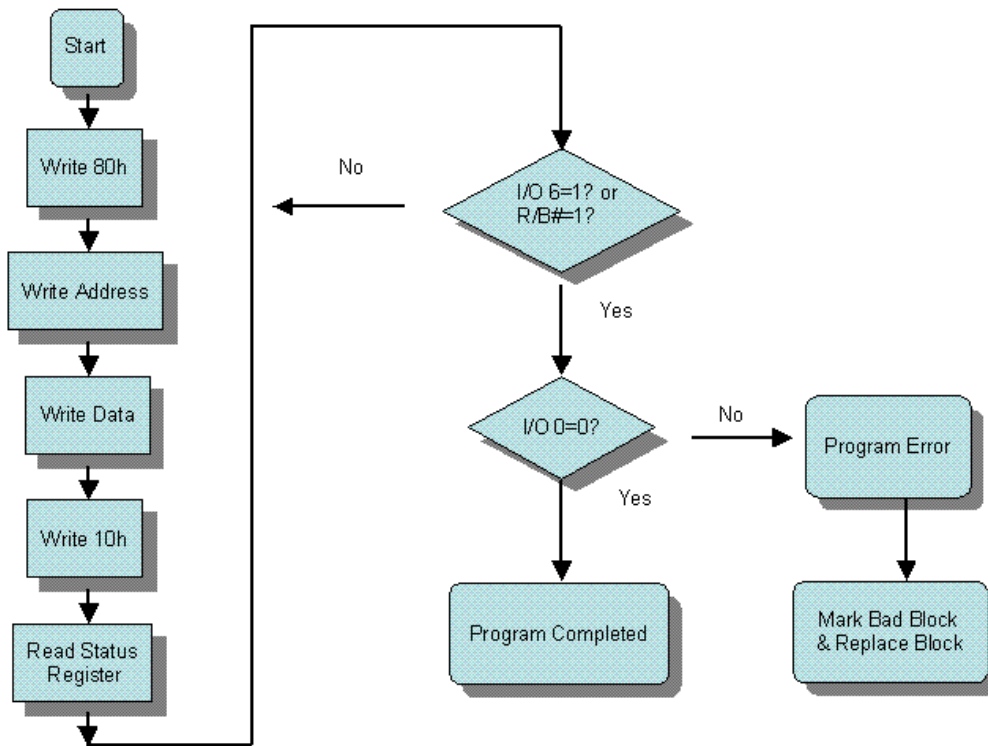 Start
Write 80h
Write Address
Write Data
Write 10h
Read Status
Register
I/O 6=1? or
R/B#=1?
No
Yes
I/O 0=0?
No
Yes
Program Error
Program Completed
Mark Bad Block
& Replace Block